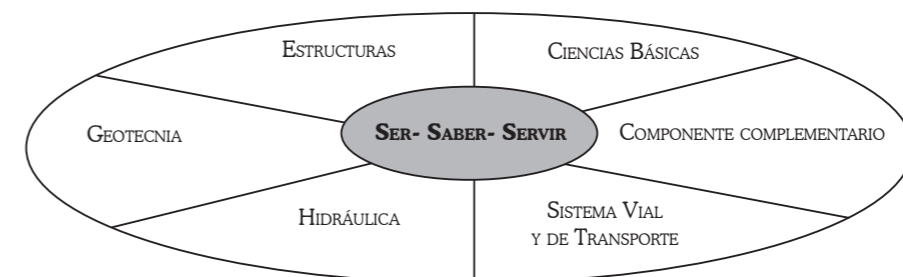 Estructuras
Ciencias Básicas
Geotecnia
Ser- Saber- Servir
Componente complementario
Hidráulica
Sistema Vial
y de Transporte